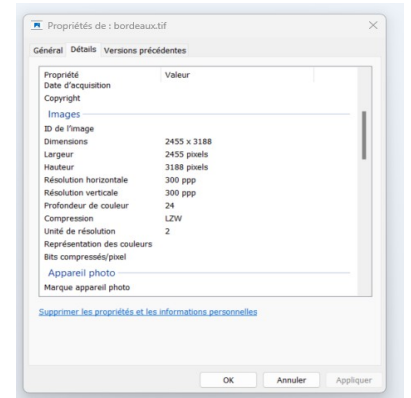 Propriétés de : bordeaux.tif
Général Détails Versions précédentes
Propriété Valeur
Date d'acquisition
Copyright
Images
ID de l'image
Dimensions 2455 x 3188
Largeur 2455 pixels
Hauteur 3188 pixels
Résolution horizontale 300 ppp
Résolution verticale 300 ppp
Profondeur de couleur 24
Compression LZW
Unité de résolution 2
Représentation des couleurs
Bits compressés/pixel
Appareil photo
Marque appareil photo
Supprimer les propriétés et les informations personnelles
OK Annuler Appliquer